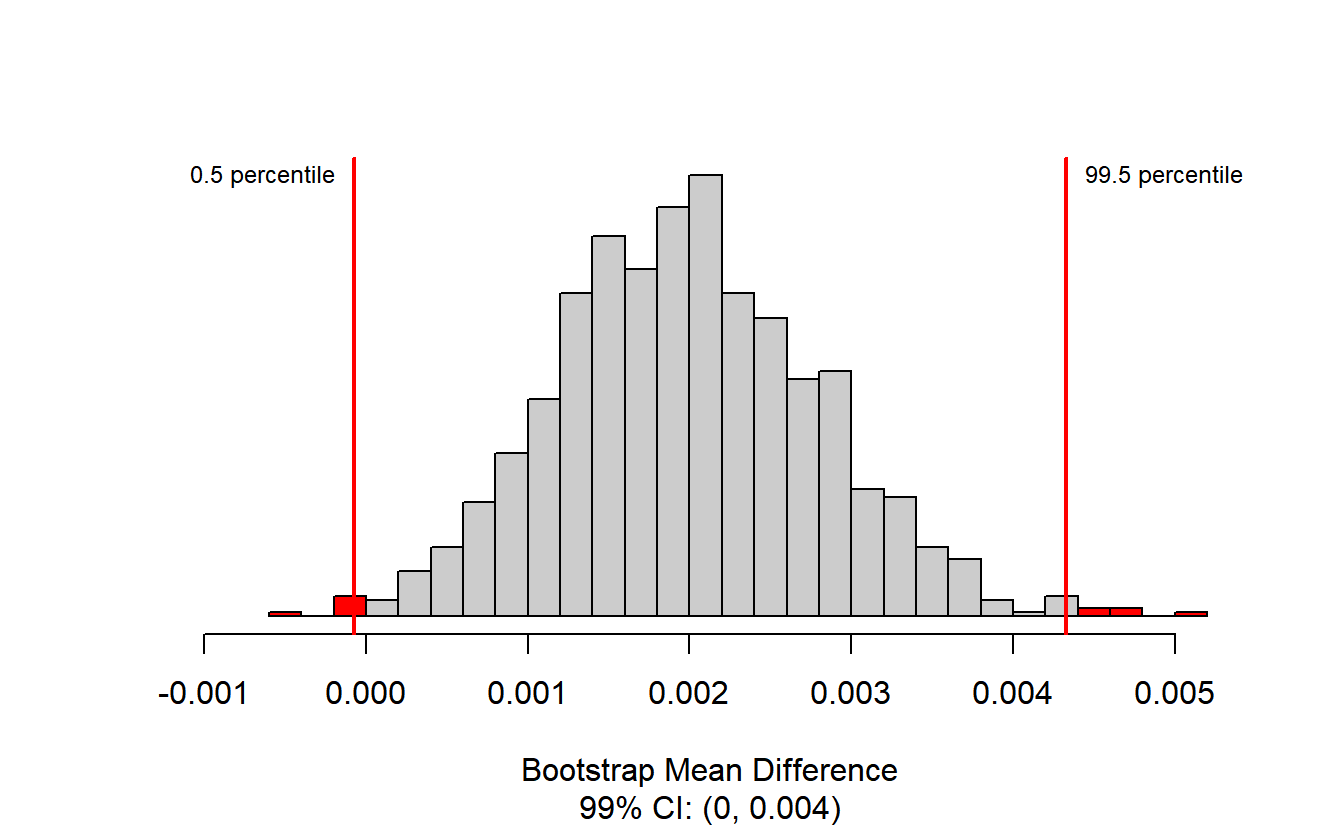 0.5 percentile
99.5 percentile
-0.001 0.000 0.001 0.002 0.003 0.004 0.005
Bootstrap Mean Difference
99% CI: (0, 0.004)